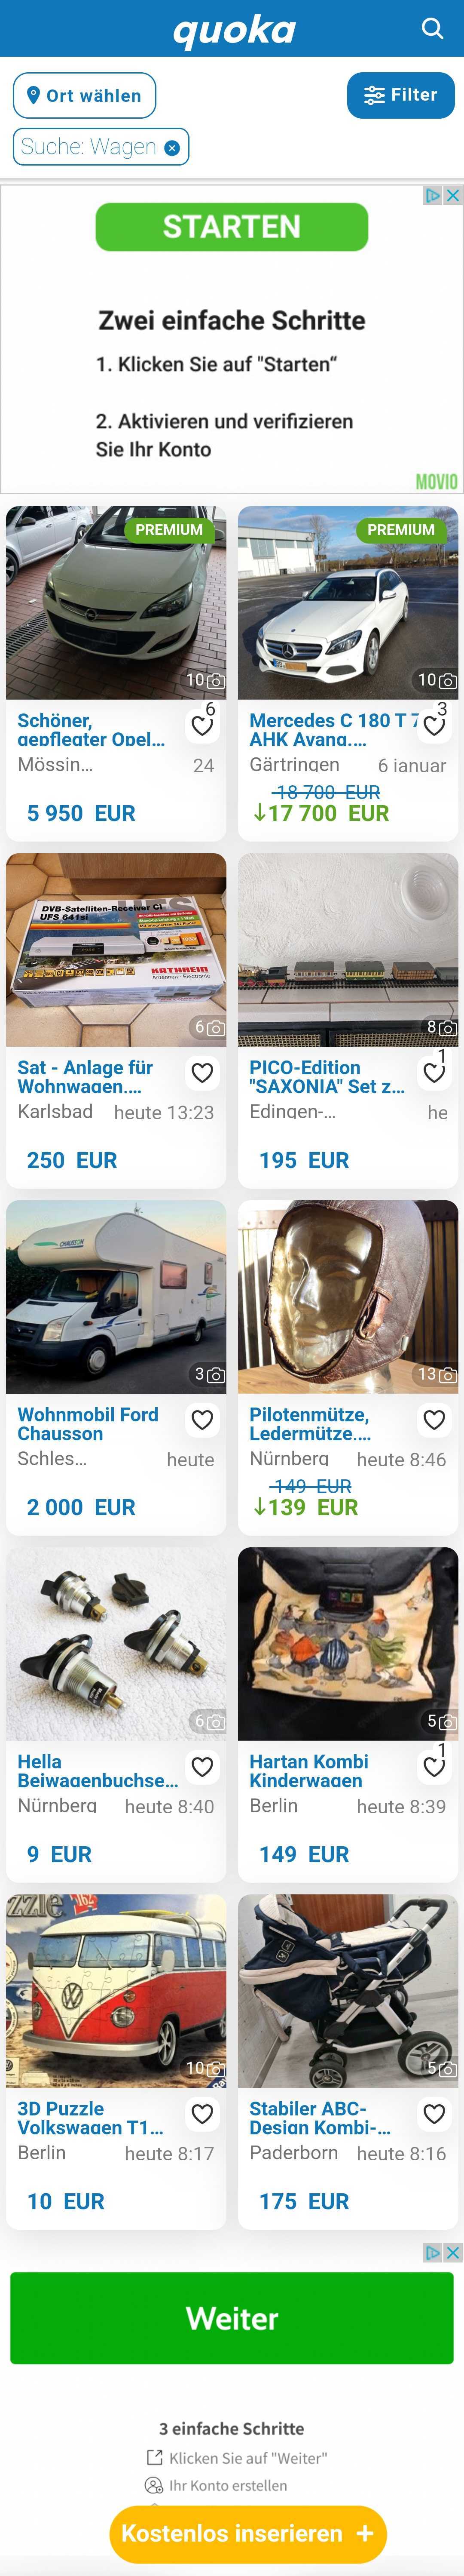 quoka
Ort wählen
Filter
Suche: Wagen
STARTEN
Zwei einfache Schritte
1. Klicken Sie auf "Starten“
2. Aktivieren und verifizieren
Sie Ihr Konto
MOVIO
PREMIUM
10
6
Schöner,
gepflegter Opel...
Mössin...
24
5 950 EUR
PREMIUM
10
3
Mercedes C 180 T 7
AHK Avang....
Gärtringen
6 januar
18 700 EUR
↓17 700 EUR
DVB-Satelliten-Receiver CI
UFS 641si
KATHREIN
Antennen · Electronic
6
Sat - Anlage für
Wohnwagen....
Karlsbad
heute 13:23
250 EUR
8
1
PICO-Edition
"SAXONIA" Set z...
Edingen-...
he
195 EUR
CHAUSSON
3
Wohnmobil Ford
Chausson
Schles...
heute
2 000 EUR
13
Pilotenmütze,
Ledermütze....
Nürnberg
heute 8:46
149 EUR
↓139 EUR
6
Hella
Beiwagenbuchse...
Nürnberg
heute 8:40
9 EUR
5
1
Hartan Kombi
Kinderwagen
Berlin
heute 8:39
149 EUR
zzle
162
10
3D Puzzle
Volkswagen T1...
Berlin
heute 8:17
10 EUR
5
Stabiler ABC-
Design Kombi-...
Paderborn
heute 8:16
175 EUR
Weiter
3 einfache Schritte
Klicken Sie auf "Weiter"
Ihr Konto erstellen
Kostenlos inserieren +